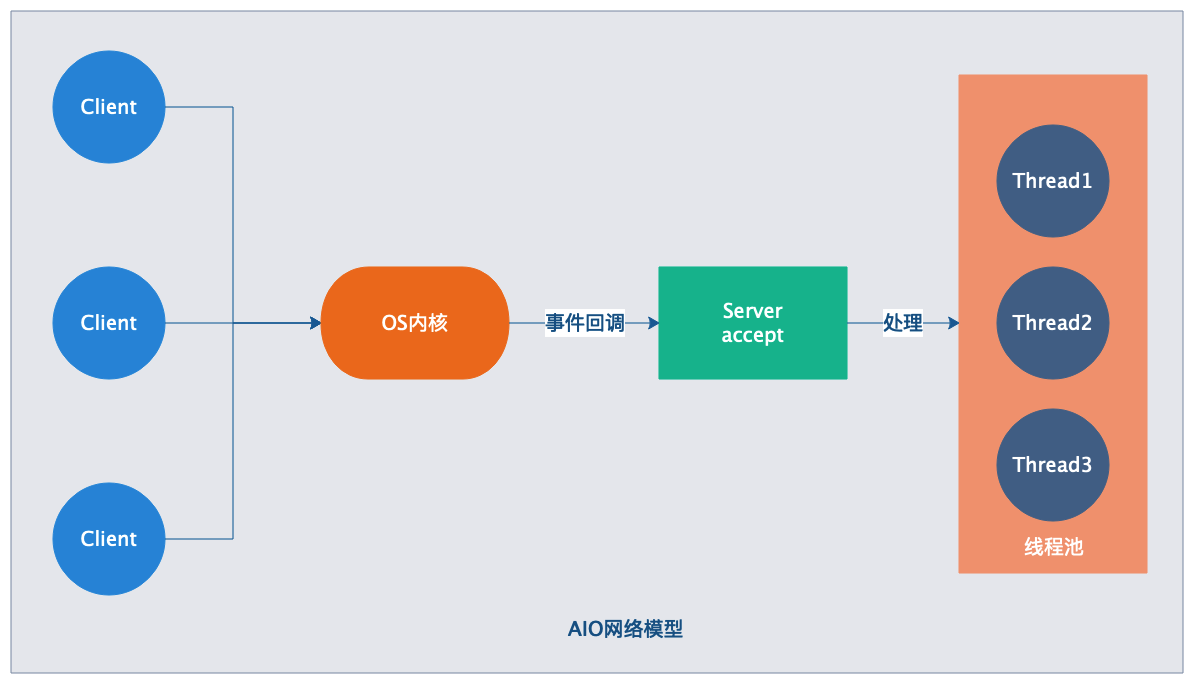 Client
Client
Client
OS内核
事件回调
Server
accept
处理
Thread1
Thread2
Thread3
线程池
AIO网络模型